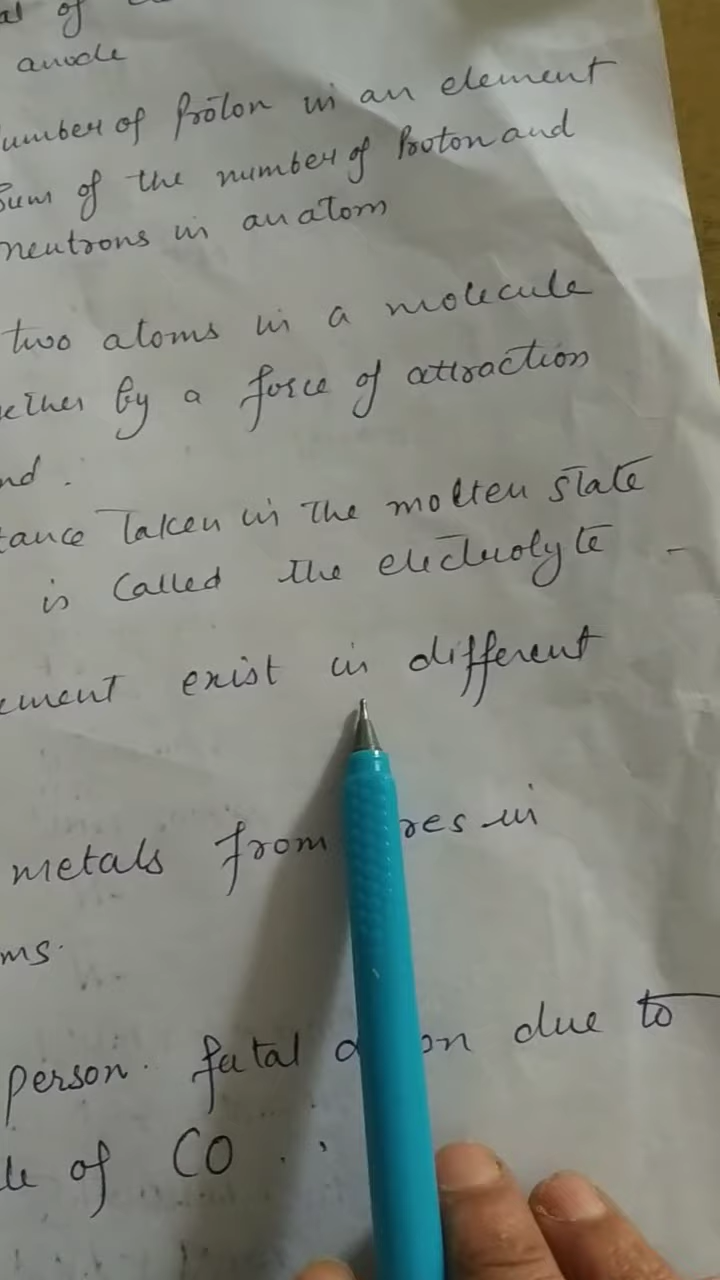 of
anode
umber of Proton in an element
Sum of the number of Proton and
neutrons in an atom
two atoms in a molecule
ether by a force of attraction
nd.
tance Taken in The molten state
is Called the electrolyte -
ement exist in different
metals from res in
ms.
person. fatal on due to
le of CO